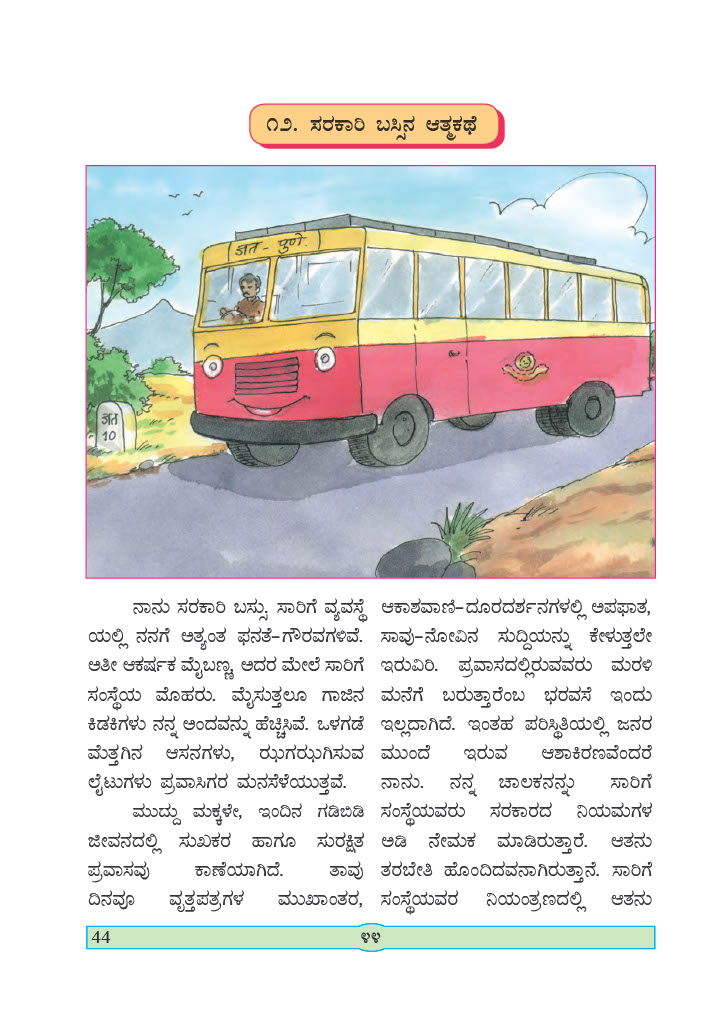 ೧೨. ಸರಕಾರಿ ಬಸ್ಸಿನ ಆತ್ಮಕಥೆ
जत - पुणे.
जत
10
ನಾನು ಸರಕಾರಿ ಬಸ್ಸು. ಸಾರಿಗೆ ವ್ಯವಸ್ಥೆ
ಯಲ್ಲಿ ನನಗೆ ಅತ್ಯಂತ ಘನತೆ-ಗೌರವಗಳಿವೆ.
ಅತೀ ಆಕರ್ಷಕ ಮೈಬಣ್ಣ, ಅದರ ಮೇಲೆ ಸಾರಿಗೆ
ಸಂಸ್ಥೆಯ ಮೊಹರು. ಮೈಸುತ್ತಲೂ ಗಾಜಿನ
ಕಿಡಕಿಗಳು ನನ್ನ ಅಂದವನ್ನು ಹೆಚ್ಚಿಸಿವೆ. ಒಳಗಡೆ
ಮೆತ್ತಗಿನ ಆಸನಗಳು, ಝಗಝಗಿಸುವ
ಲೈಟುಗಳು ಪ್ರವಾಸಿಗರ ಮನಸೆಳೆಯುತ್ತವೆ.
ಮುದ್ದು ಮಕ್ಕಳೇ, ಇಂದಿನ ಗಡಿಬಿಡಿ
ಜೀವನದಲ್ಲಿ ಸುಖಕರ ಹಾಗೂ ಸುರಕ್ಷಿತ
ಪ್ರವಾಸವು ಕಾಣೆಯಾಗಿದೆ. ತಾವು
ದಿನವೂ ವೃತ್ತಪತ್ರಗಳ ಮುಖಾಂತರ,
ಆಕಾಶವಾಣಿ-ದೂರದರ್ಶನಗಳಲ್ಲಿ ಅಪಘಾತ,
ಸಾವು-ನೋವಿನ ಸುದ್ದಿಯನ್ನು ಕೇಳುತ್ತಲೇ
ಇರುವಿರಿ. ಪ್ರವಾಸದಲ್ಲಿರುವವರು ಮರಳಿ
ಮನೆಗೆ ಬರುತ್ತಾರೆಂಬ ಭರವಸೆ ಇಂದು
ಇಲ್ಲದಾಗಿದೆ. ಇಂತಹ ಪರಿಸ್ಥಿತಿಯಲ್ಲಿ ಜನರ
ಮುಂದೆ ಇರುವ ಆಶಾಕಿರಣವೆಂದರೆ
ನಾನು. ನನ್ನ ಚಾಲಕನನ್ನು ಸಾರಿಗೆ
ಸಂಸ್ಥೆಯವರು ಸರಕಾರದ ನಿಯಮಗಳ
ಅಡಿ ನೇಮಕ ಮಾಡಿರುತ್ತಾರೆ. ಆತನು
ತರಬೇತಿ ಹೊಂದಿದವನಾಗಿರುತ್ತಾನೆ. ಸಾರಿಗೆ
ಸಂಸ್ಥೆಯವರ ನಿಯಂತ್ರಣದಲ್ಲಿ ಆತನು
44
೪೪